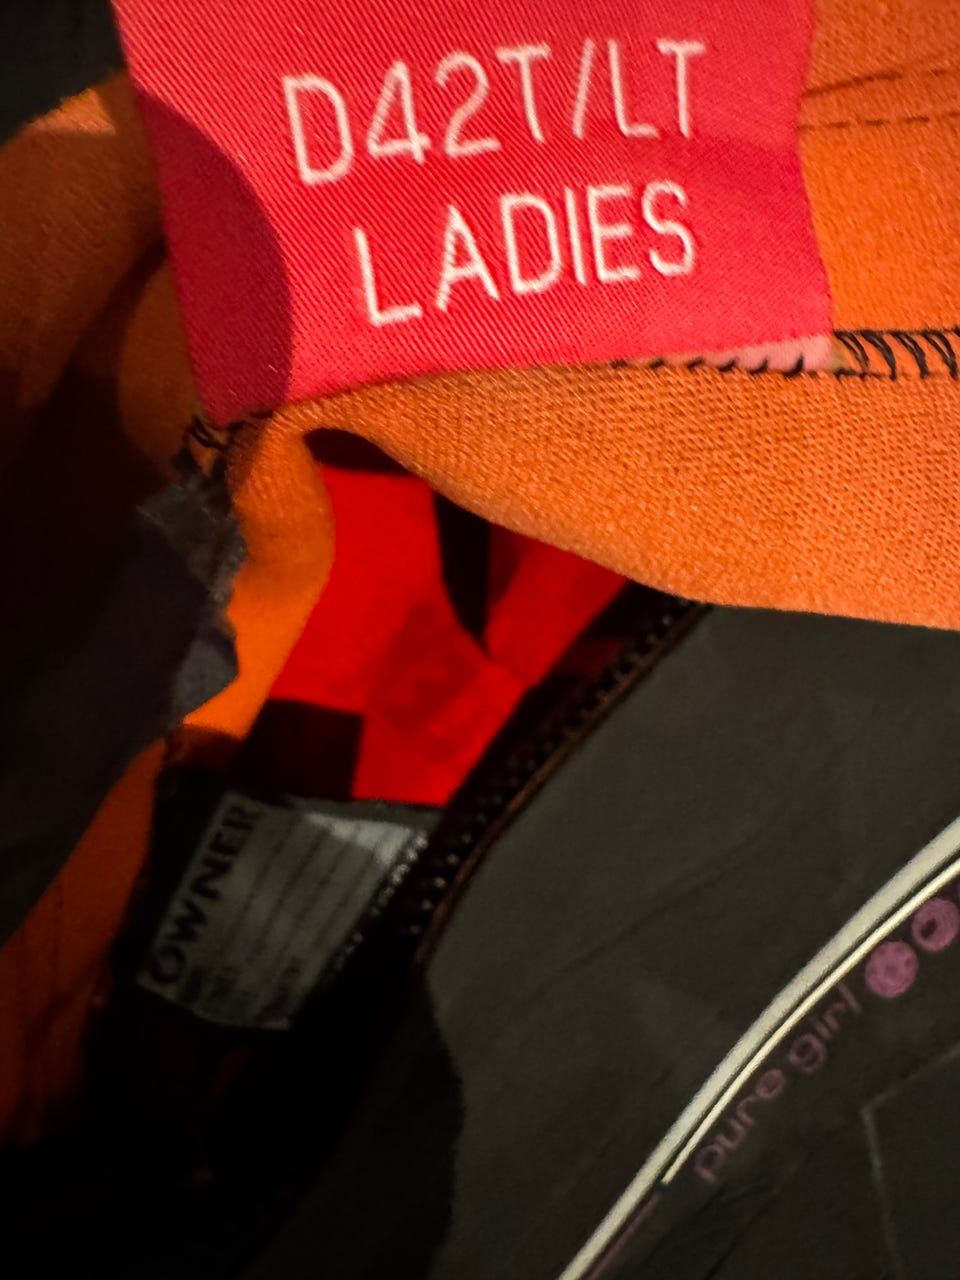 D42T/LT
LADIES
OWNER
pure girl